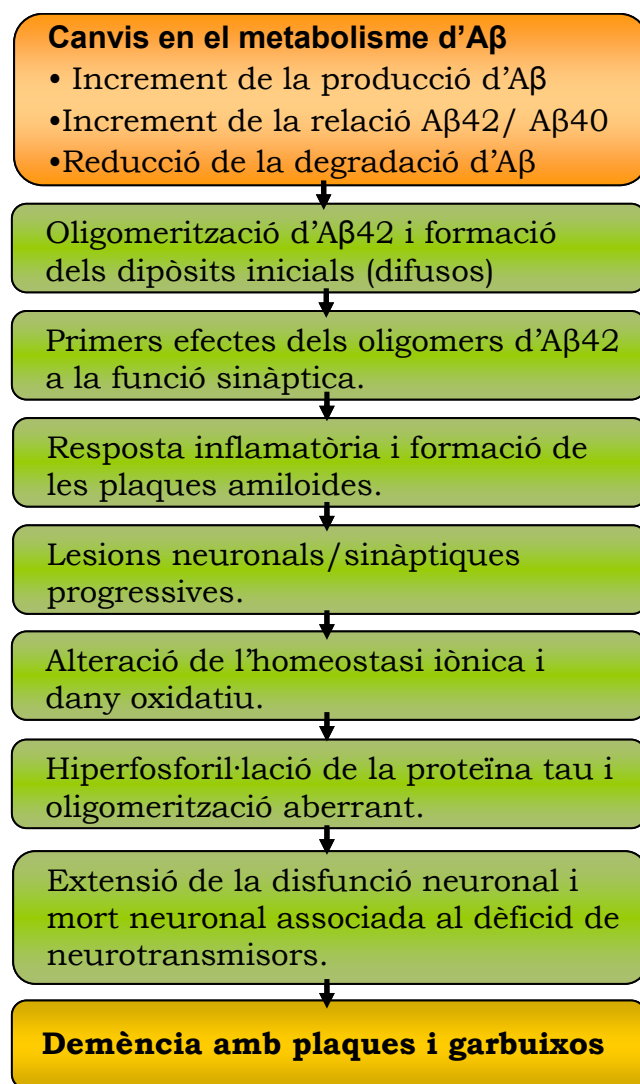 Canvis en el metabolisme d’Aβ
• Increment de la producció d’Aβ
•Increment de la relació Aβ42/ Aβ40
•Reducció de la degradació d’Aβ
Oligomerització d’Aβ42 i formació
dels dipòsits inicials (difusos)
Primers efectes dels oligomers d’Aβ42
a la funció sinàptica.
Resposta inflamatòria i formació de
les plaques amiloides.
Lesions neuronals/sinàptiques
progressives.
Alteració de l’homeostasi iònica i
dany oxidatiu.
Hiperfosforil·lació de la proteïna tau i
oligomerització aberrant.
Extensió de la disfunció neuronal i
mort neuronal associada al dèficid de
neurotransmisors.
Demència amb plaques i garbuixos